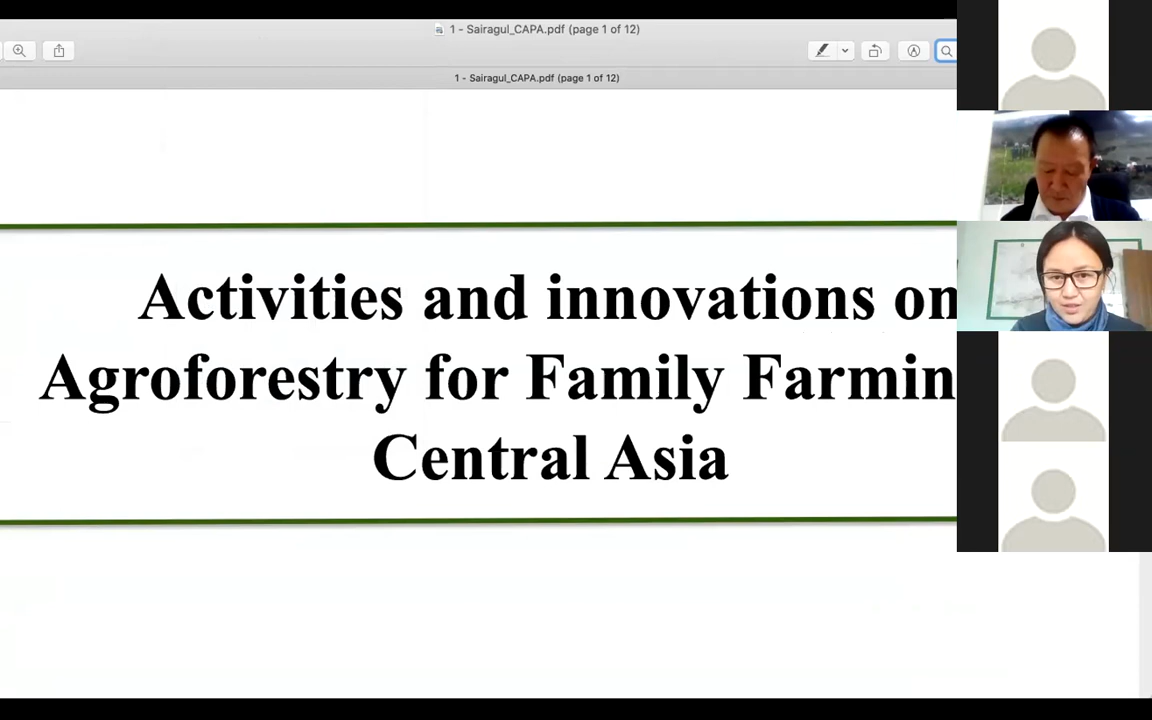 1 - Sairagul_CAPA.pdf (page 1 of 12)
1 - Sairagul_CAPA.pdf (page 1 of 12)
Activities and innovations on
Agroforestry for Family Farmin
Central Asia